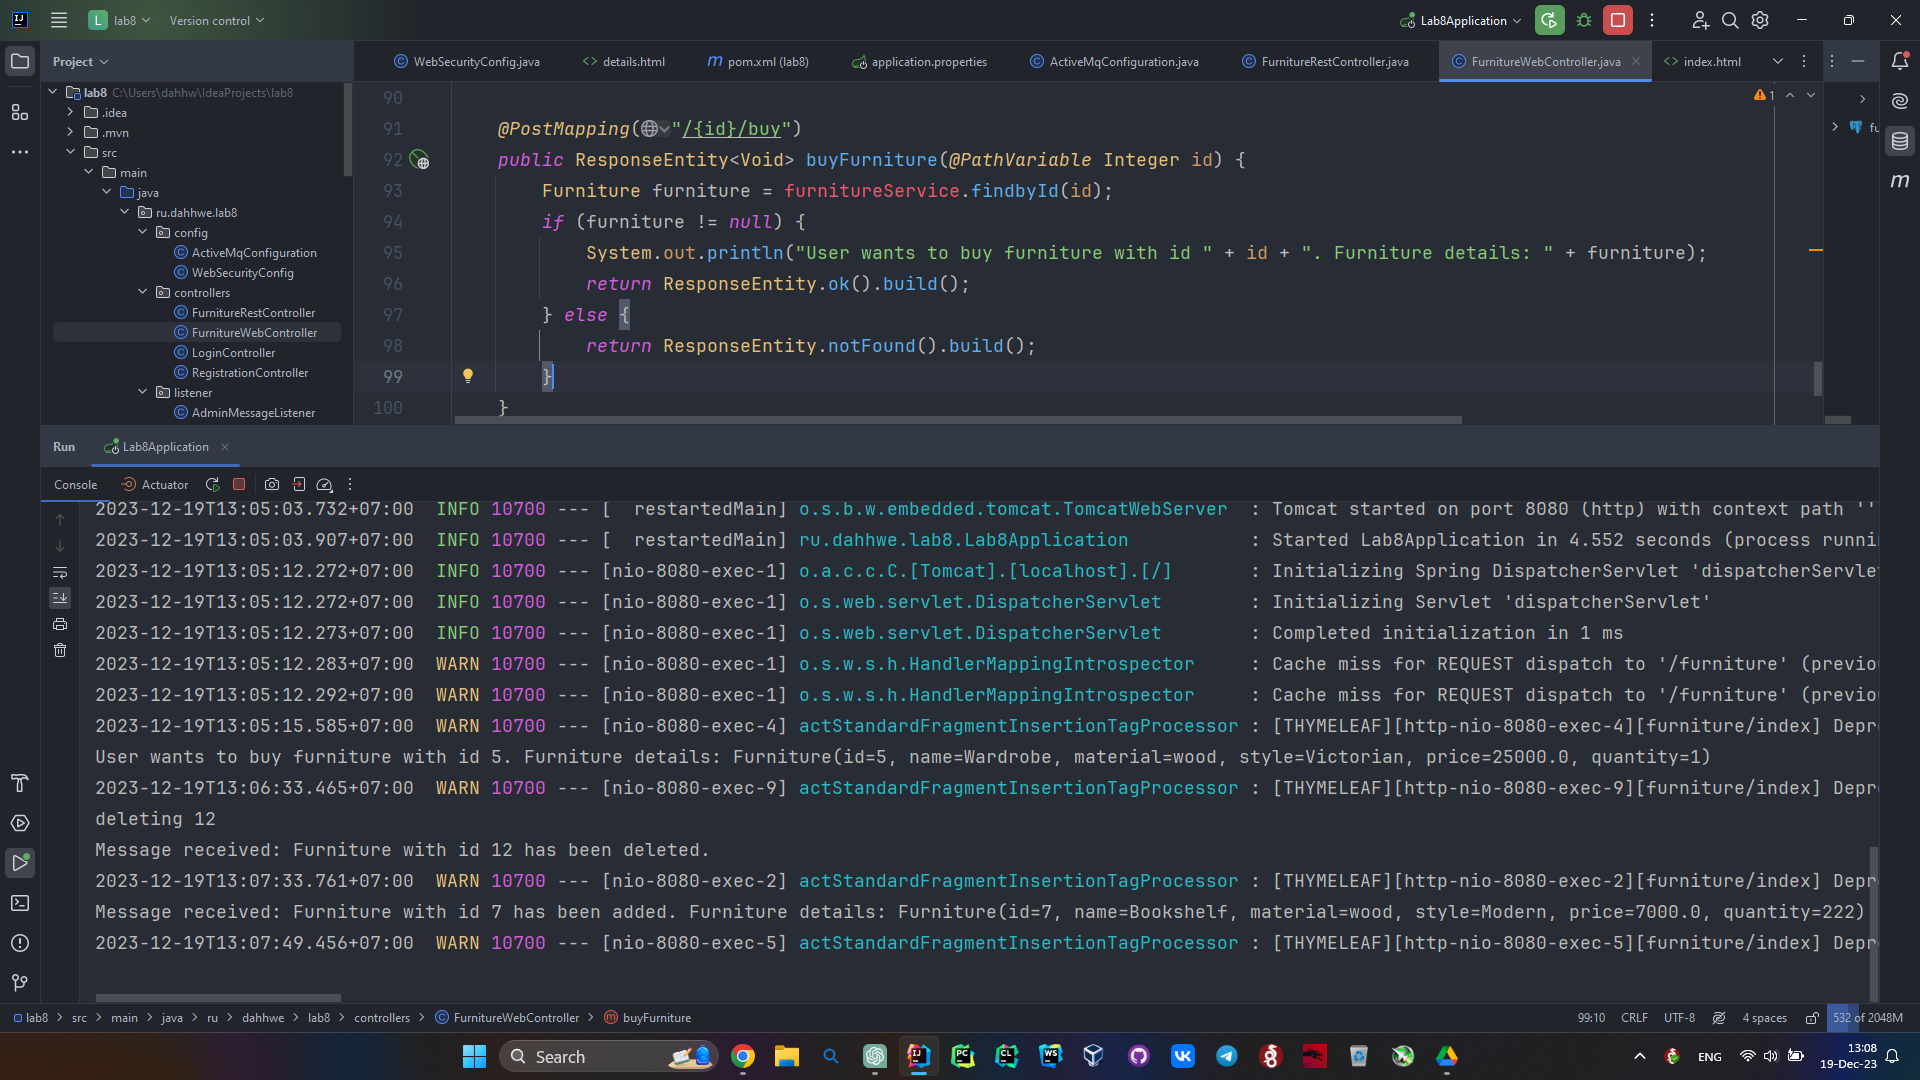 L lab8 Version control Lab8Application
Project WebSecurityConfig.java details.html pom.xml (lab8) application.properties ActiveMqConfiguration.java FurnitureRestController.java FurnitureWebController.java index.html
lab8 C:\Users\dahhw\IdeaProjects\lab8
.idea
.mvn
src
main
java
ru.dahhwe.lab8
config
ActiveMqConfiguration
WebSecurityConfig
controllers
FurnitureRestController
FurnitureWebController
LoginController
RegistrationController
listener
AdminMessageListener
90
91 @PostMapping("/{id}/buy")
92 public ResponseEntity<Void> buyFurniture(@PathVariable Integer id) {
93 Furniture furniture = furnitureService.findbyId(id);
94 if (furniture != null) {
95 System.out.println("User wants to buy furniture with id " + id + ". Furniture details: " + furniture);
96 return ResponseEntity.ok().build();
97 } else {
98 return ResponseEntity.notFound().build();
99 }
100 }
1
fu
Run Lab8Application
Console Actuator
2023-12-19T13:05:03.732+07:00 INFO 10700 --- [ restartedMain] o.s.b.w.embedded.tomcat.TomcatWebServer : Tomcat started on port 8080 (http) with context path ''
2023-12-19T13:05:03.907+07:00 INFO 10700 --- [ restartedMain] ru.dahhwe.lab8.Lab8Application : Started Lab8Application in 4.552 seconds (process runni
2023-12-19T13:05:12.272+07:00 INFO 10700 --- [nio-8080-exec-1] o.a.c.c.C.[Tomcat].[localhost].[/] : Initializing Spring DispatcherServlet 'dispatcherServle
2023-12-19T13:05:12.272+07:00 INFO 10700 --- [nio-8080-exec-1] o.s.web.servlet.DispatcherServlet : Initializing Servlet 'dispatcherServlet'
2023-12-19T13:05:12.273+07:00 INFO 10700 --- [nio-8080-exec-1] o.s.web.servlet.DispatcherServlet : Completed initialization in 1 ms
2023-12-19T13:05:12.283+07:00 WARN 10700 --- [nio-8080-exec-1] o.s.w.s.h.HandlerMappingIntrospector : Cache miss for REQUEST dispatch to '/furniture' (previou
2023-12-19T13:05:12.292+07:00 WARN 10700 --- [nio-8080-exec-1] o.s.w.s.h.HandlerMappingIntrospector : Cache miss for REQUEST dispatch to '/furniture' (previou
2023-12-19T13:05:15.585+07:00 WARN 10700 --- [nio-8080-exec-4] actStandardFragmentInsertionTagProcessor : [THYMELEAF][http-nio-8080-exec-4][furniture/index] Depr
User wants to buy furniture with id 5. Furniture details: Furniture(id=5, name=Wardrobe, material=wood, style=Victorian, price=25000.0, quantity=1)
2023-12-19T13:06:33.465+07:00 WARN 10700 --- [nio-8080-exec-9] actStandardFragmentInsertionTagProcessor : [THYMELEAF][http-nio-8080-exec-9][furniture/index] Depr
deleting 12
Message received: Furniture with id 12 has been deleted.
2023-12-19T13:07:33.761+07:00 WARN 10700 --- [nio-8080-exec-2] actStandardFragmentInsertionTagProcessor : [THYMELEAF][http-nio-8080-exec-2][furniture/index] Depr
Message received: Furniture with id 7 has been added. Furniture details: Furniture(id=7, name=Bookshelf, material=wood, style=Modern, price=7000.0, quantity=222)
2023-12-19T13:07:49.456+07:00 WARN 10700 --- [nio-8080-exec-5] actStandardFragmentInsertionTagProcessor : [THYMELEAF][http-nio-8080-exec-5][furniture/index] Depr
lab8 > src > main > java > ru > dahhwe > lab8 > controllers > FurnitureWebController > buyFurniture 99:10 CRLF UTF-8 4 spaces 532 of 2048M
Search ENG 13:08
19-Dec-23